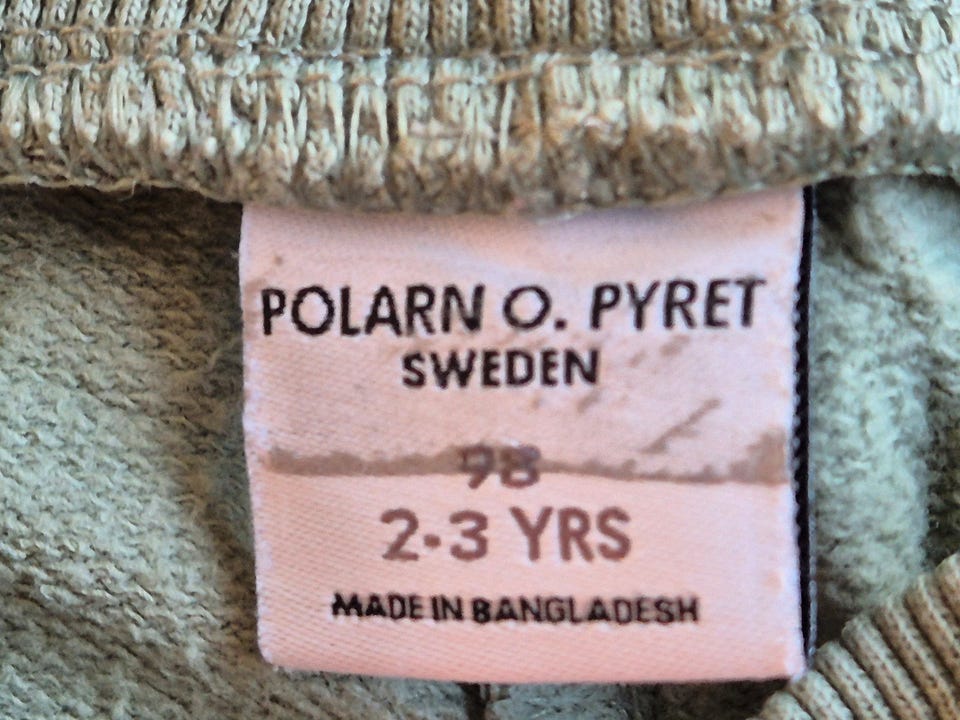 POLARN O. PYRET
SWEDEN
98
2-3 YRS
MADE IN BANGLADESH